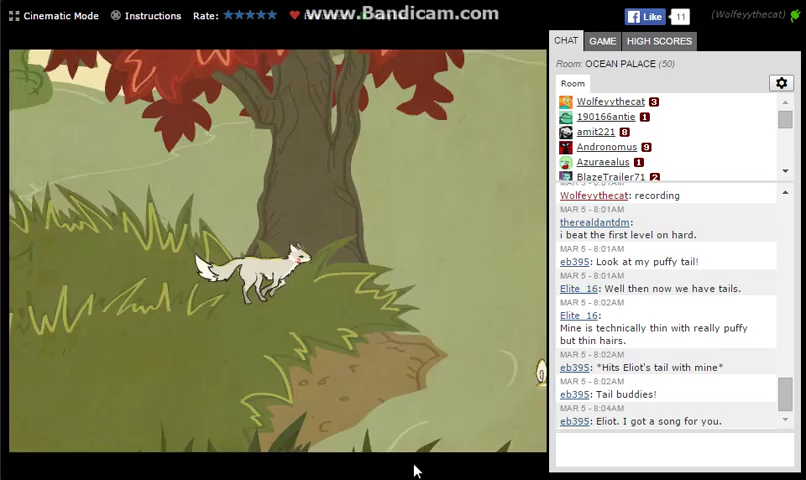 Cinematic Mode Instructions Rate: www.Bandicam.com Like 11 (Wolfeyythecat)
CHAT GAME HIGH SCORES
Room: OCEAN PALACE (50)
Room
Wolfeyythecat 3
190166antie 1
amit221 8
Andronomus 9
Azuraealus 1
BlazeTrailer71 2
MAR 5 - 8:01AM
Wolfeyythecat: recording
MAR 5 - 8:01AM
therealdantdm:
i beat the first level on hard.
MAR 5 - 8:01AM
eb395: Look at my puffy tail!
MAR 5 - 8:01AM
Elite_16: Well then now we have tails.
MAR 5 - 8:02AM
Elite_16:
Mine is technically thin with really puffy
but thin hairs.
MAR 5 - 8:02AM
eb395: *Hits Eliot's tail with mine*
MAR 5 - 8:02AM
eb395: Tail buddies!
MAR 5 - 8:04AM
eb395: Eliot. I got a song for you.